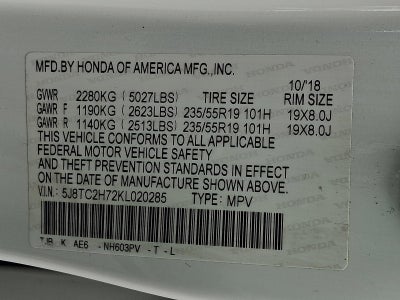 MFD.BY HONDA OF AMERICA MFG.,INC.
10/'18
GVWR 2280KG (5027LBS) TIRE SIZE RIM SIZE
GAWR F 1190KG (2623LBS) 235/55R19 101H 19X8.0J
GAWR R 1140KG (2513LBS) 235/55R19 101H 19X8.0J
THIS VEHICLE CONFORMS TO ALL APPLICABLE
FEDERAL MOTOR VEHICLE SAFETY
AND THEFT PREVENTION STANDARDS IN EFFECT
ON THE DATE OF MANUFACTURE SHOWN ABOVE.
V.I.N.: 5J8TC2H72KL020285 TYPE: MPV
TJB K AE6 -NH603PV -T-L